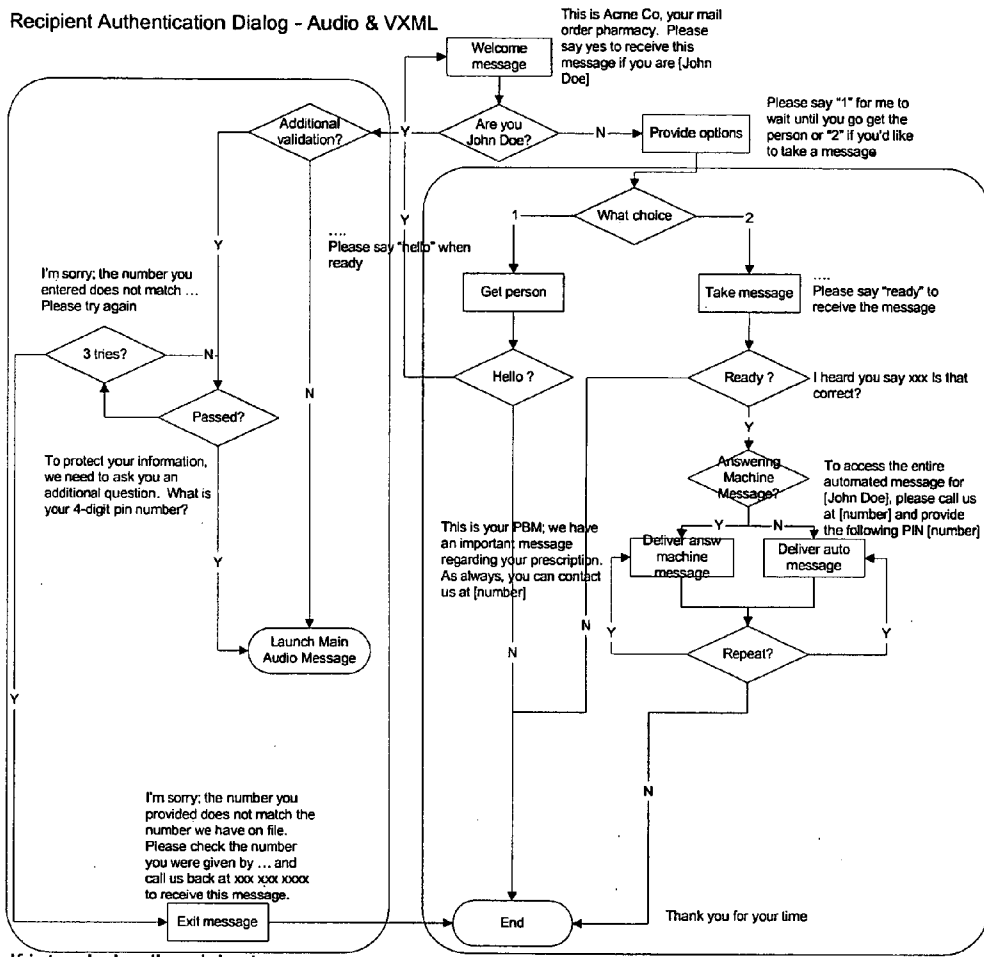 Recipient Authentication Dialog - Audio & VXML
This is Acme Co, your mail
order pharmacy. Please
say yes to receive this
message if you are [John
Doe]
Welcome
message
Additional
validation?
Y
Are you
John Doe?
N
Provide options
Please say "1" for me to
wait until you go get the
person or "2" if you'd like
to take a message
1
What choice
2
Y
Y
....
Please say "hello" when
ready
I'm sorry; the number you
entered does not match ...
Please try again
Get person
Take message
....
Please say "ready" to
receive the message
3 tries?
N
Hello ?
Ready ?
I heard you say xxx Is that
correct?
N
Passed?
Y
To protect your information,
we need to ask you an
additional question. What is
your 4-digit pin number?
Answering
Machine
Message?
To access the entire
automated message for
[John Doe], please call us
at [number] and provide
the following PIN [number]
Y
N
This is your PBM; we have
an important message
regarding your prescription.
As always, you can contact
us at [number]
Deliver answ
machine
message
Deliver auto
message
Y
N
Y
Y
Launch Main
Audio Message
N
Repeat?
Y
N
I'm sorry; the number you
provided does not match the
number we have on file.
Please check the number
you were given by ... and
call us back at xxx xxx xxxx
to receive this message.
Exit message
End
Thank you for your time